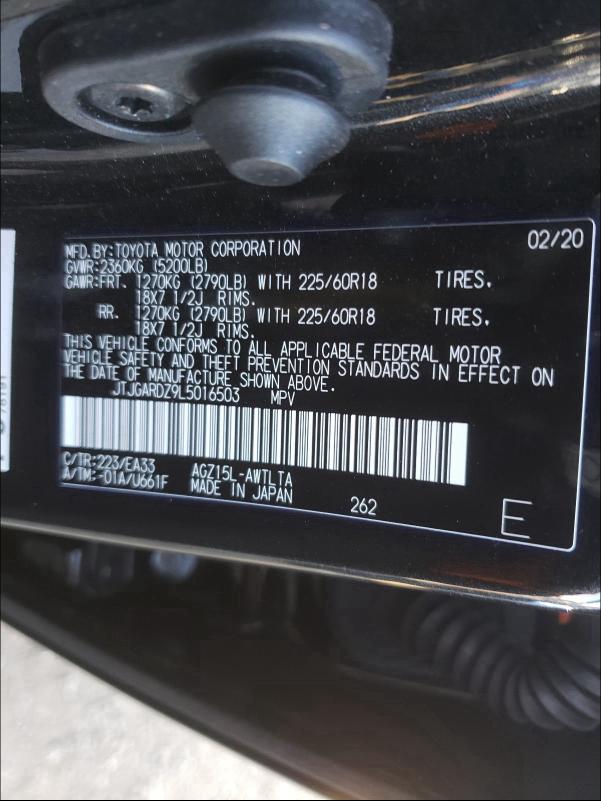 02/20
MFD.BY:TOYOTA MOTOR CORPORATION
GVWR:2360KG (5200LB)
GAWR:FRT. 1270KG (2790LB) WITH 225/60R18 TIRES.
18X7 1/2J RIMS.
RR. 1270KG (2790LB) WITH 225/60R18 TIRES.
18X7 1/2J RIMS.
THIS VEHICLE CONFORMS TO ALL APPLICABLE FEDERAL MOTOR
VEHICLE SAFETY AND THEFT PREVENTION STANDARDS IN EFFECT ON
THE DATE OF MANUFACTURE SHOWN ABOVE.
JTJGARDZ9L5016503 MPV
C/TR:223/EA33 AGZ15L-AWTLTA
A/TM:-01A/U661F MADE IN JAPAN 262 E